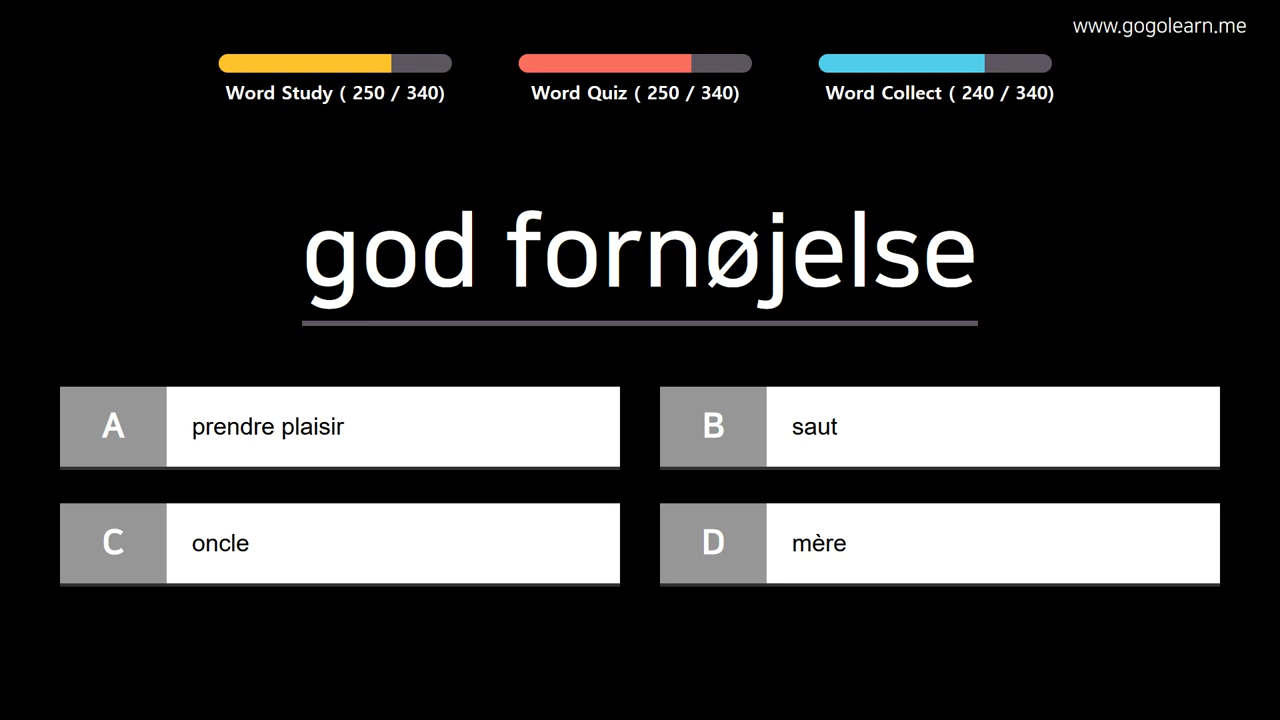 www.gogolearn.me
Word Study ( 250 / 340)
Word Quiz ( 250 / 340)
Word Collect ( 240 / 340)
god fornøjelse
A prendre plaisir
B saut
C oncle
D mère